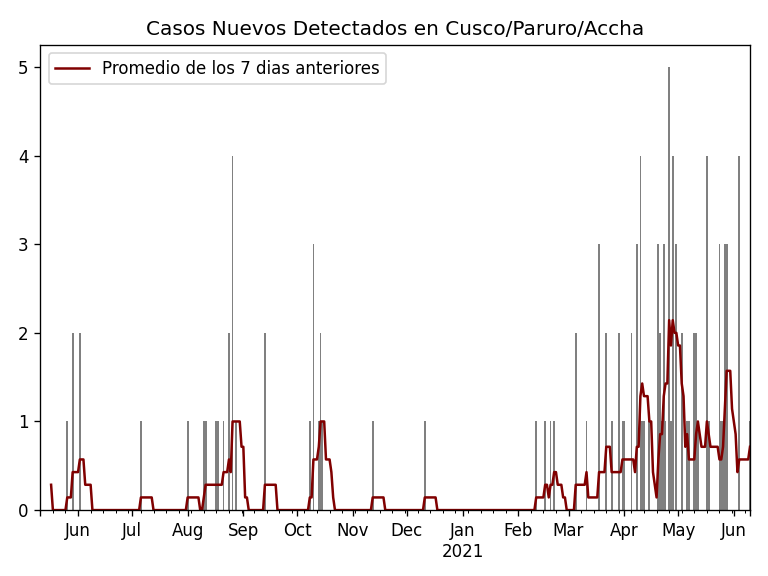 Casos Nuevos Detectados en Cusco/Paruro/Accha
Promedio de los 7 dias anteriores
5
4
3
2
1
0
Jun Jul Aug Sep Oct Nov Dec Jan Feb Mar Apr May Jun
2021